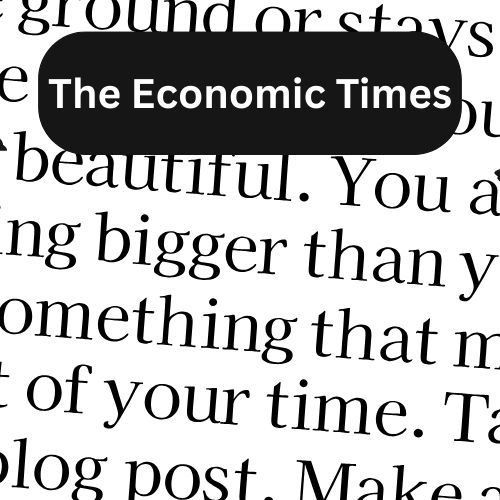 ground or stays
The Economic Times
beautiful. You a
ing bigger than y
omething that m
t of your time. Ta
blog post. Make